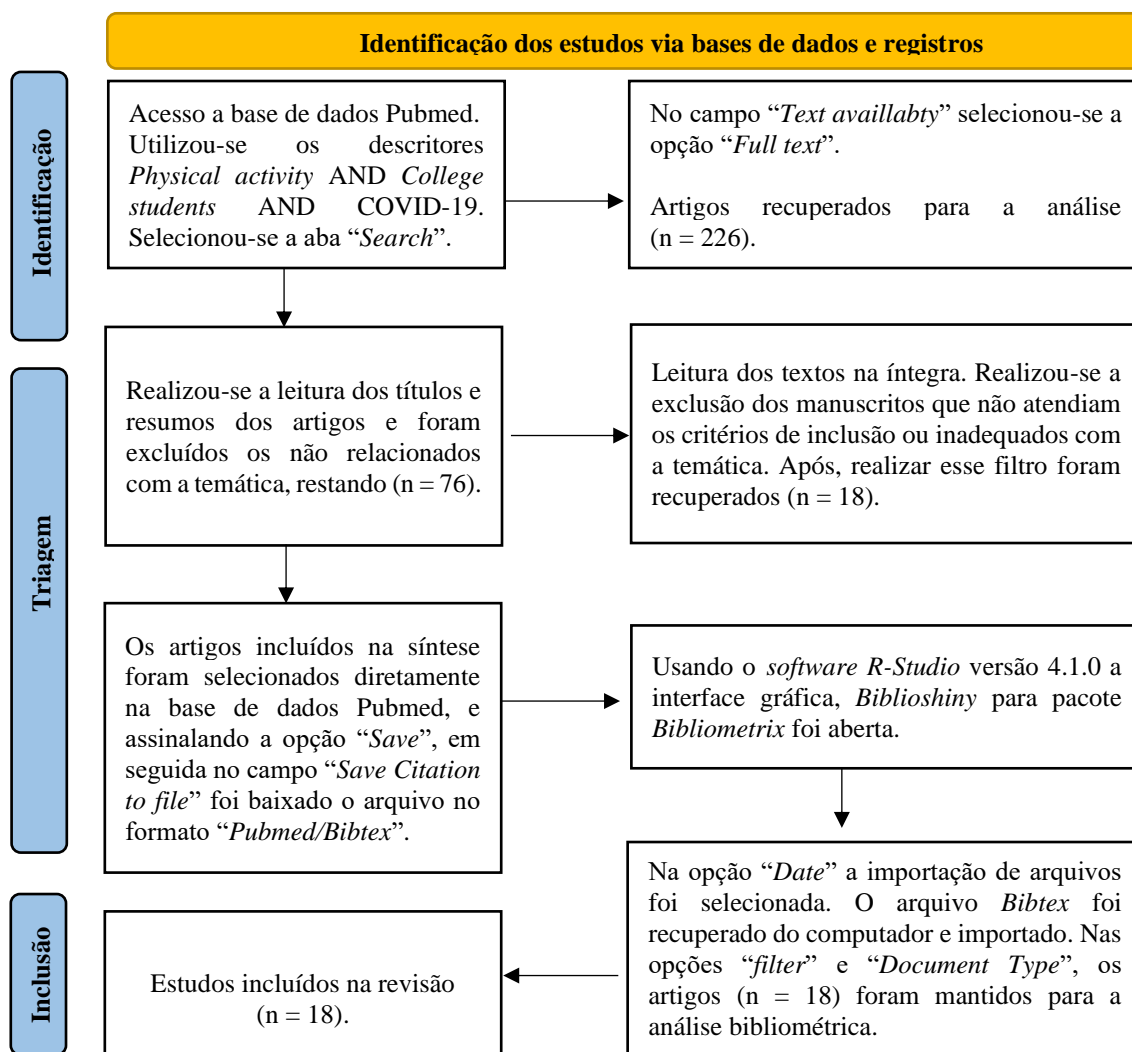 Identificação dos estudos via bases de dados e registros
Identificação
Acesso a base de dados Pubmed.
Utilizou-se os descritores
Physical activity AND College
students AND COVID-19.
Selecionou-se a aba “Search”.
No campo “Text availlabty” selecionou-se a
opção “Full text”.
Artigos recuperados para a análise
(n = 226).
Triagem
Realizou-se a leitura dos títulos e
resumos dos artigos e foram
excluídos os não relacionados
com a temática, restando (n = 76).
Leitura dos textos na íntegra. Realizou-se a
exclusão dos manuscritos que não atendiam
os critérios de inclusão ou inadequados com
a temática. Após, realizar esse filtro foram
recuperados (n = 18).
Os artigos incluídos na síntese
foram selecionados diretamente
na base de dados Pubmed, e
assinalando a opção “Save”, em
seguida no campo “Save Citation
to file” foi baixado o arquivo no
formato “Pubmed/Bibtex”.
Usando o software R-Studio versão 4.1.0 a
interface gráfica, Biblioshiny para pacote
Bibliometrix foi aberta.
Na opção “Date” a importação de arquivos
foi selecionada. O arquivo Bibtex foi
recuperado do computador e importado. Nas
opções “filter” e “Document Type”, os
artigos (n = 18) foram mantidos para a
análise bibliométrica.
Inclusão
Estudos incluídos na revisão
(n = 18).